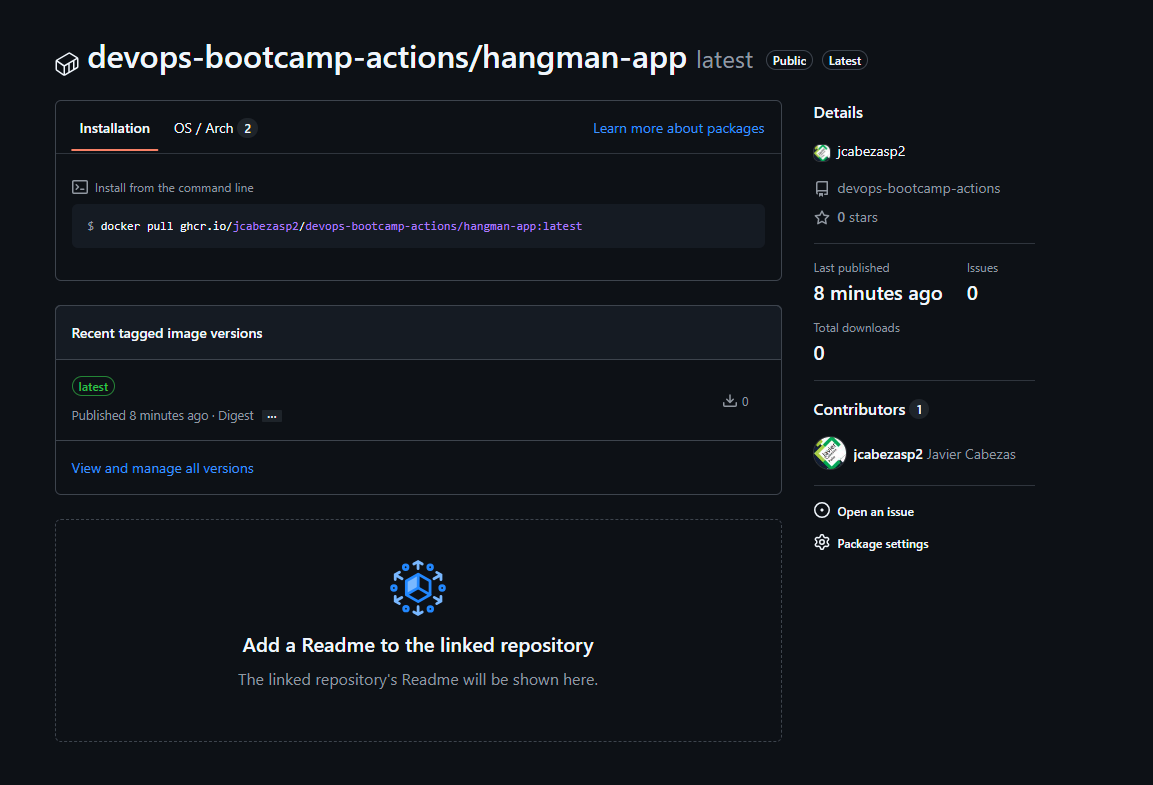 devops-bootcamp-actions/hangman-app latest Public Latest
Installation OS / Arch 2 Learn more about packages
Install from the command line
$ docker pull ghcr.io/jcabezasp2/devops-bootcamp-actions/hangman-app:latest
Recent tagged image versions
latest
Published 8 minutes ago · Digest ...
0
View and manage all versions
Add a Readme to the linked repository
The linked repository's Readme will be shown here.
Details
jcabezasp2
devops-bootcamp-actions
0 stars
Last published Issues
8 minutes ago 0
Total downloads
0
Contributors 1
jcabezasp2 Javier Cabezas
Open an issue
Package settings